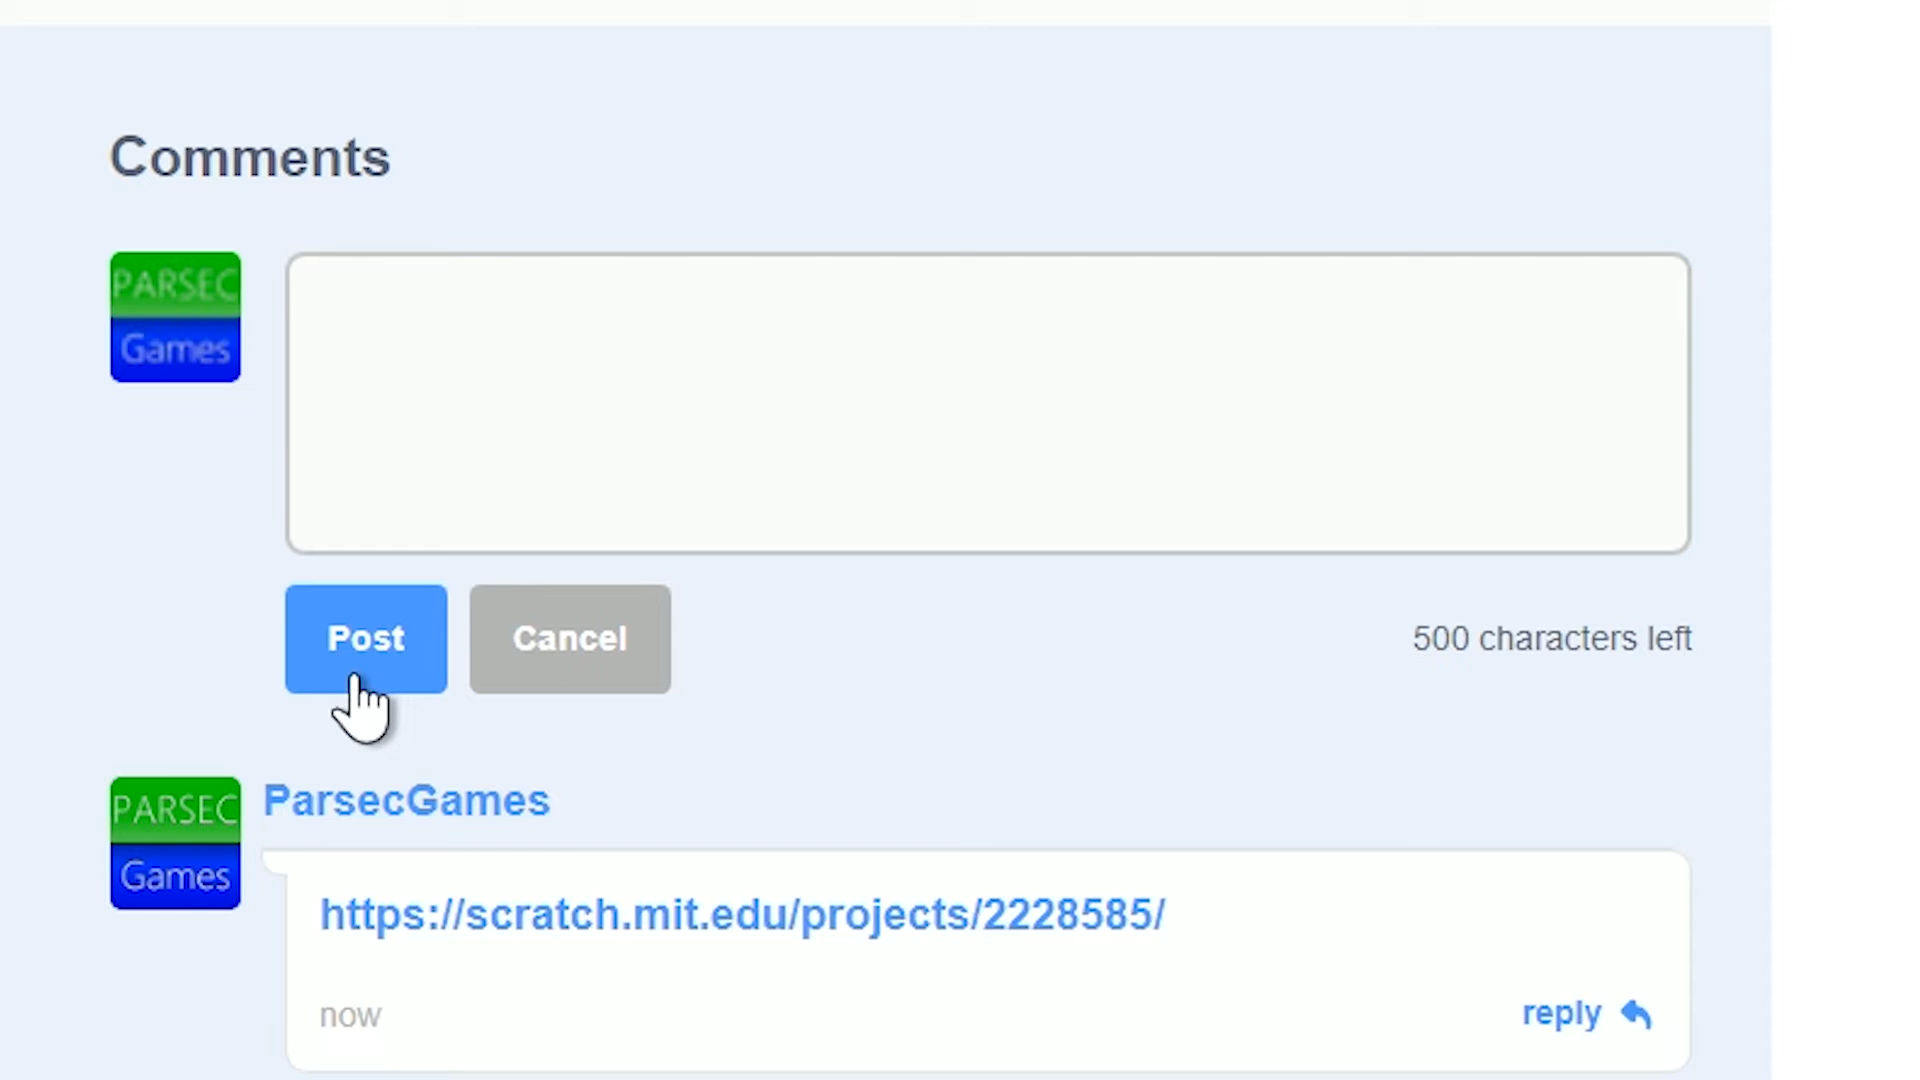 Comments
PARSEC
Games
Post
Cancel
500 characters left
PARSEC
Games
ParsecGames
https://scratch.mit.edu/projects/2228585/
now
reply